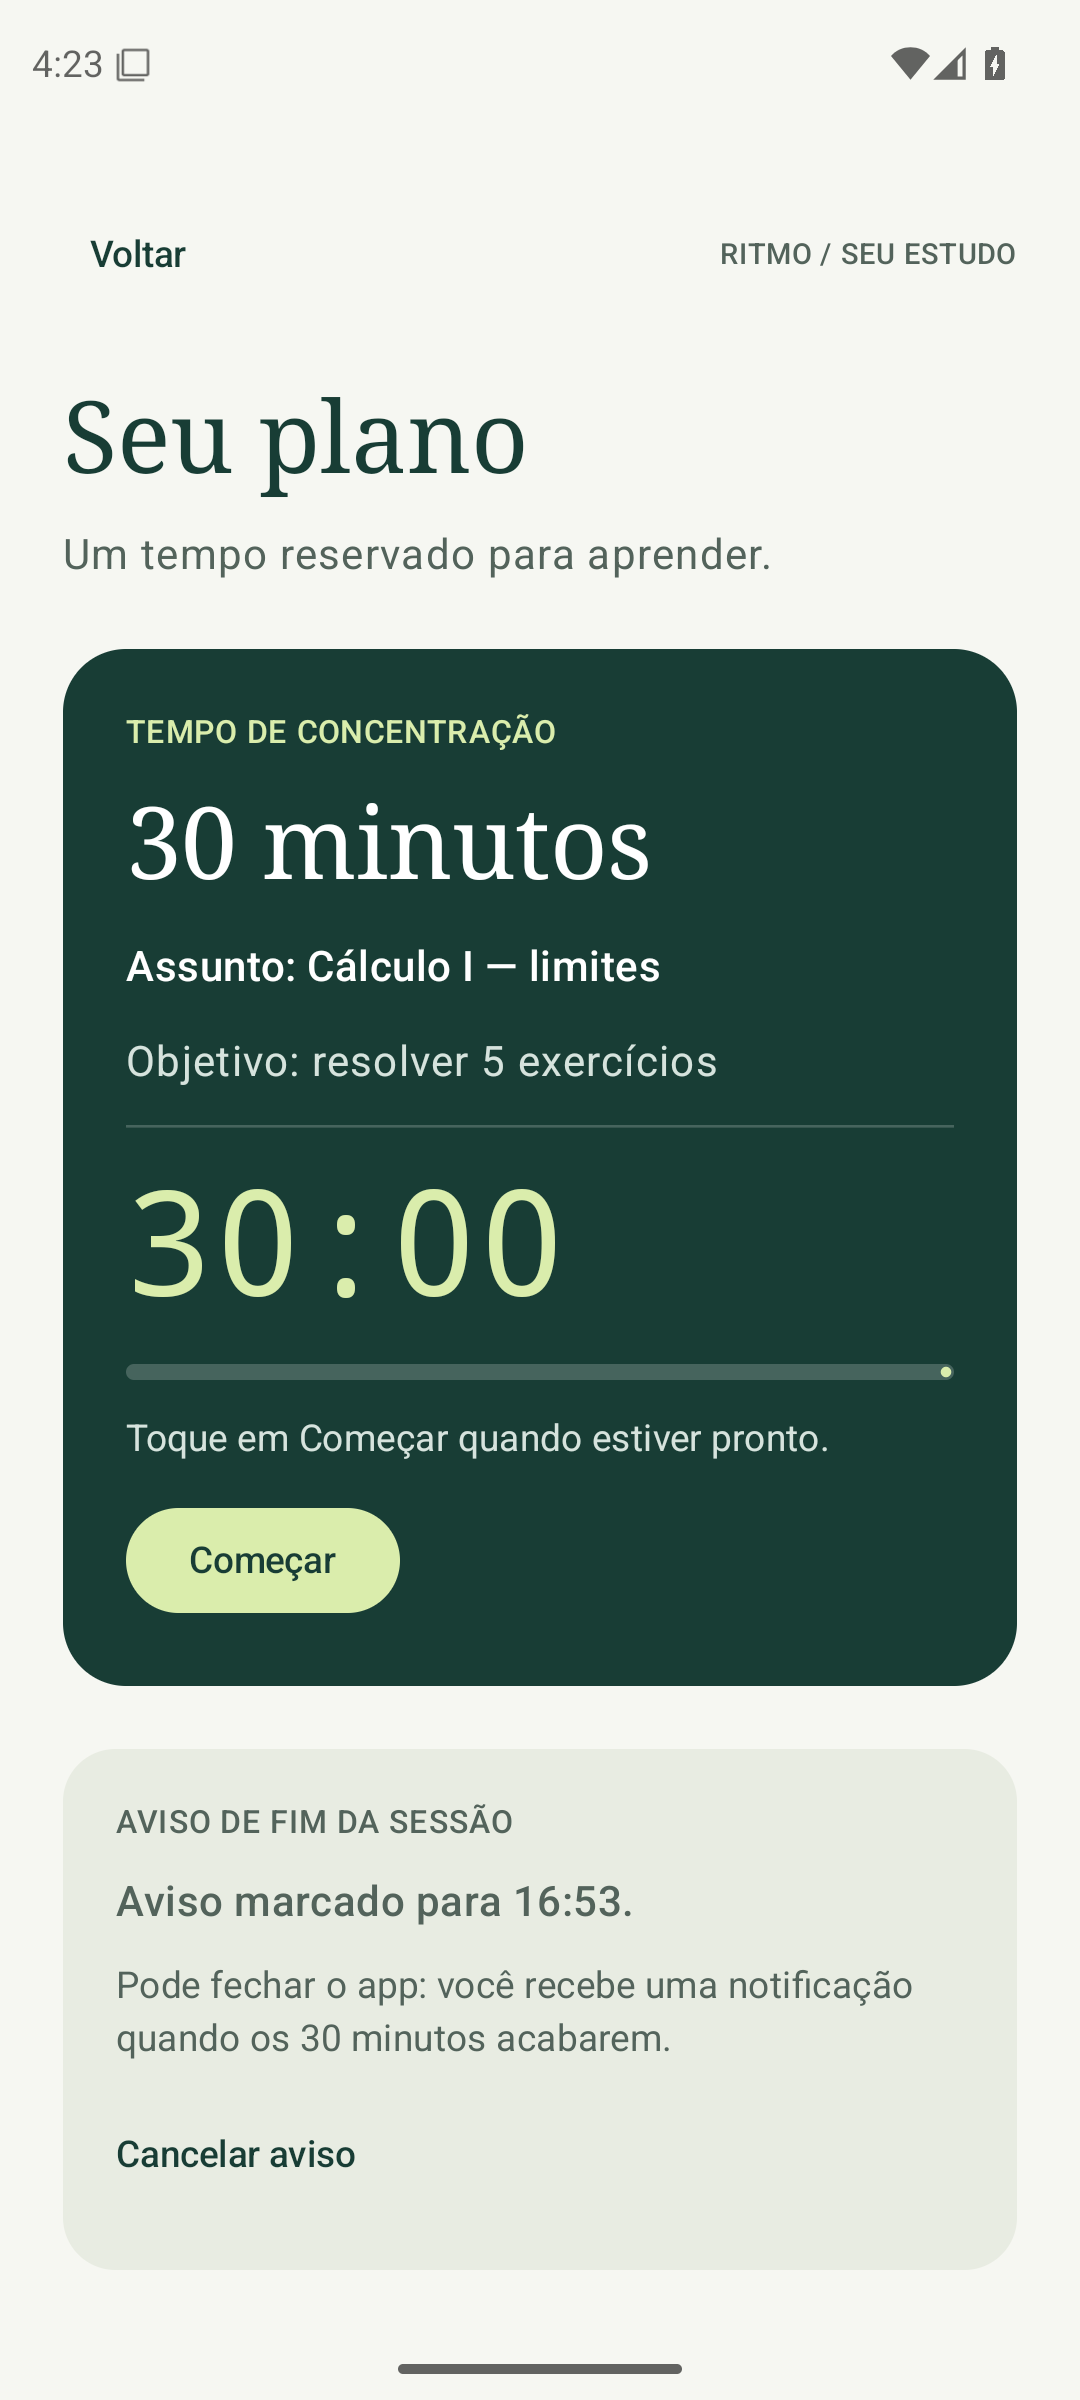 4:23
Voltar
RITMO / SEU ESTUDO
Seu plano
Um tempo reservado para aprender.
TEMPO DE CONCENTRAÇÃO
30 minutos
Assunto: Cálculo I — limites
Objetivo: resolver 5 exercícios
30:00
Toque em Começar quando estiver pronto.
Começar
AVISO DE FIM DA SESSÃO
Aviso marcado para 16:53.
Pode fechar o app: você recebe uma notificação
quando os 30 minutos acabarem.
Cancelar aviso